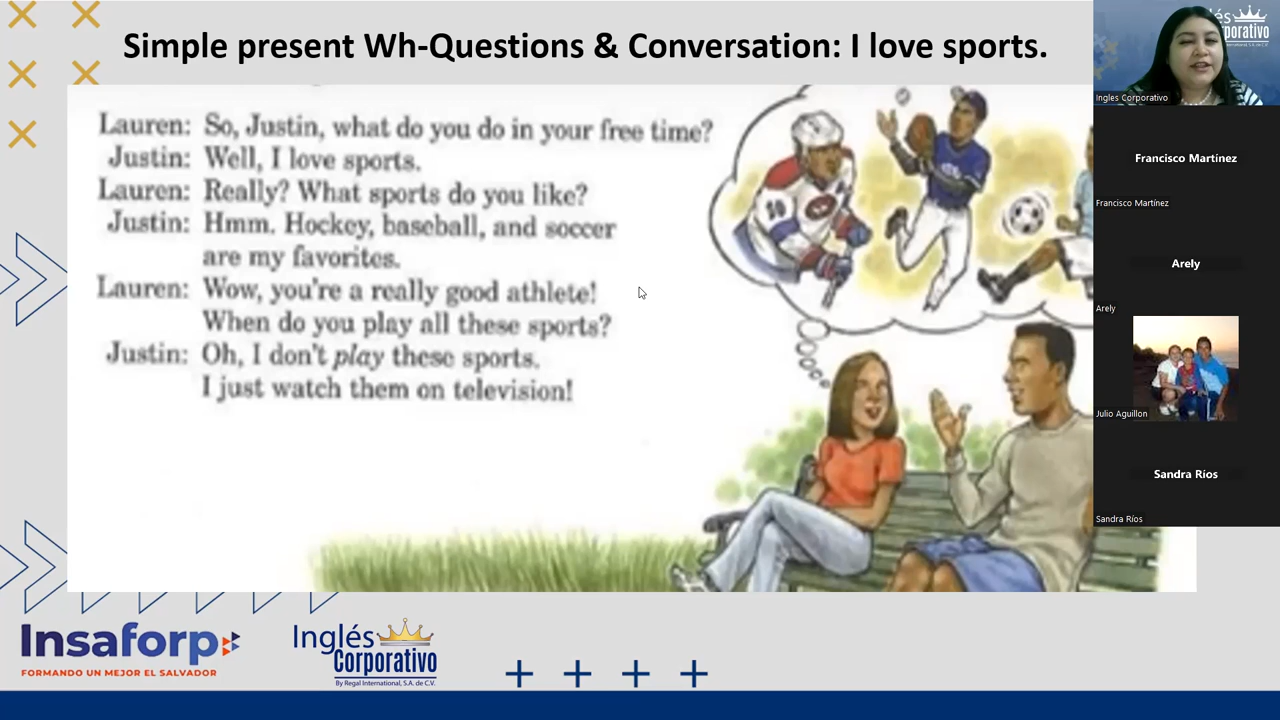 Simple present Wh-Questions & Conversation: I love sports.
Lauren: So, Justin, what do you do in your free time?
Justin: Well, I love sports.
Lauren: Really? What sports do you like?
Justin: Hmm. Hockey, baseball, and soccer
are my favorites.
Lauren: Wow, you're a really good athlete!
When do you play all these sports?
Justin: Oh, I don't play these sports.
I just watch them on television!
10
Insaforp
FORMANDO UN MEJOR EL SALVADOR
Inglés
Corporativo
By Regal International, S.A. de C.V.
Ingles Corporativo
Francisco Martínez
Francisco Martínez
Arely
Arely
Julio Aguillon
Sandra Ríos
Sandra Ríos